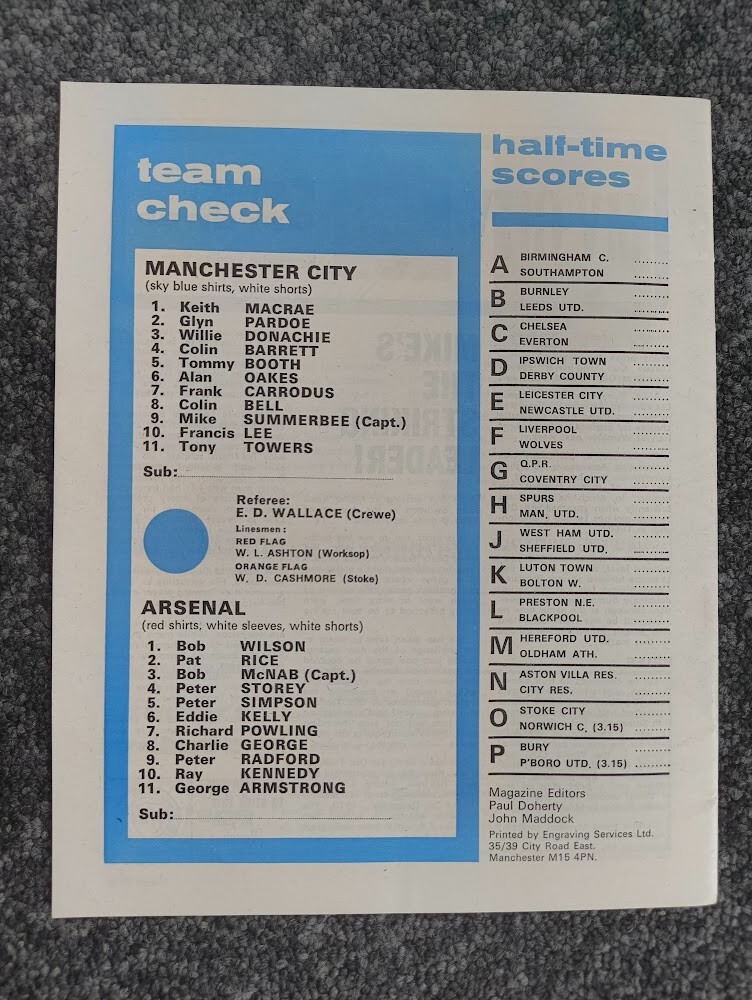 team
check
MANCHESTER CITY
(sky blue shirts, white shorts)
1. Keith MACRAE
2. Glyn PARDOE
3. Willie DONACHIE
4. Colin BARRETT
5. Tommy BOOTH
6. Alan OAKES
7. Frank CARRODUS
8. Colin BELL
9. Mike SUMMERBEE (Capt.)
10. Francis LEE
11. Tony TOWERS
Sub:
Referee:
E. D. WALLACE (Crewe)
Linesmen:
RED FLAG
W. L. ASHTON (Worksop)
ORANGE FLAG
W. D. CASHMORE (Stoke)
ARSENAL
(red shirts, white sleeves, white shorts)
1. Bob WILSON
2. Pat RICE
3. Bob McNAB (Capt.)
4. Peter STOREY
5. Peter SIMPSON
6. Eddie KELLY
7. Richard POWLING
8. Charlie GEORGE
9. Peter RADFORD
10. Ray KENNEDY
11. George ARMSTRONG
Sub:
half-time
scores
A BIRMINGHAM C. .........
SOUTHAMPTON .........
B BURNLEY .........
LEEDS UTD. .........
C CHELSEA .........
EVERTON .........
D IPSWICH TOWN .........
DERBY COUNTY .........
E LEICESTER CITY .........
NEWCASTLE UTD. .........
F LIVERPOOL .........
WOLVES .........
G Q.P.R. .........
COVENTRY CITY .........
H SPURS .........
MAN. UTD. .........
J WEST HAM UTD. .........
SHEFFIELD UTD. .........
K LUTON TOWN .........
BOLTON W. .........
L PRESTON N.E. .........
BLACKPOOL .........
M HEREFORD UTD. .........
OLDHAM ATH. .........
N ASTON VILLA RES. .........
CITY RES. .........
O STOKE CITY .........
NORWICH C. (3.15) .........
P BURY .........
P'BORO UTD. (3.15) .........
Magazine Editors
Paul Doherty
John Maddock
Printed by Engraving Services Ltd.
35/39 City Road East.
Manchester M15 4PN.